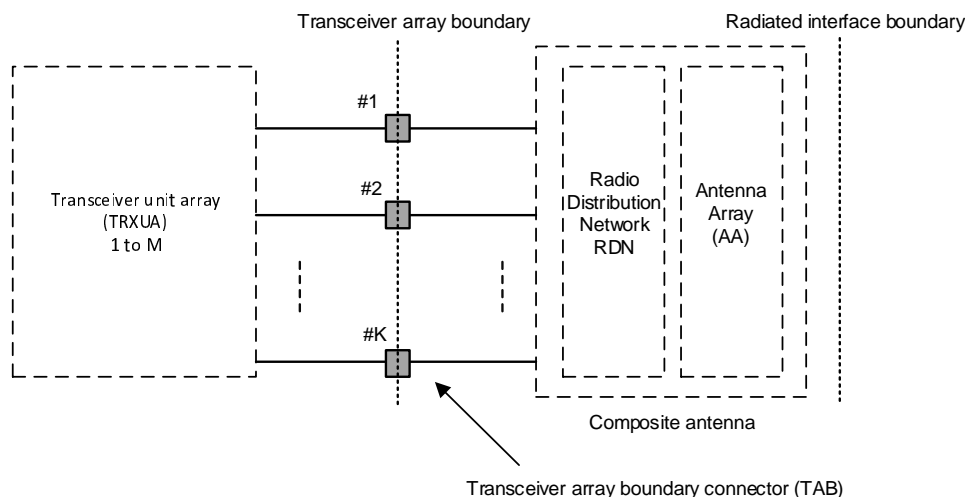 Transceiver array boundary
Radiated interface boundary
#1
#2
#K
Transceiver unit array
(TRXUA)
1 to M
Radio
Distribution
Network
RDN
Antenna
Array
(AA)
Composite antenna
Transceiver array boundary connector (TAB)